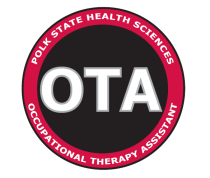 POLK STATE HEALTH SCIENCES
OTA
OCCUPATIONAL THERAPY ASSISTANT